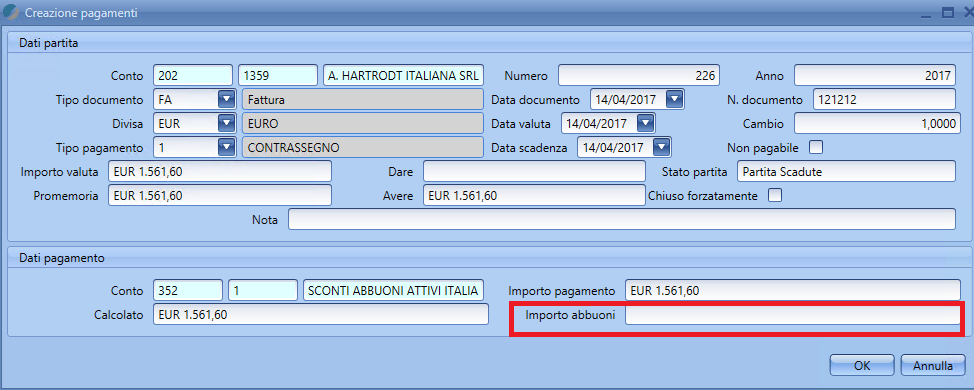 Creazione pagamenti
Dati partita
Conto 202 1359 A. HARTRODT ITALIANA SRL Numero 226 Anno 2017
Tipo documento FA Fattura Data documento 14/04/2017 N. documento 121212
Divisa EUR EURO Data valuta 14/04/2017 Cambio 1,0000
Tipo pagamento 1 CONTRASSEGNO Data scadenza 14/04/2017 Non pagabile
Importo valuta EUR 1.561,60 Dare Stato partita Partita Scadute
Promemoria EUR 1.561,60 Avere EUR 1.561,60 Chiuso forzatamente
Nota
Dati pagamento
Conto 352 1 SCONTI ABBUONI ATTIVI ITALIA Importo pagamento EUR 1.561,60
Calcolato EUR 1.561,60 Importo abbuoni
OK Annulla